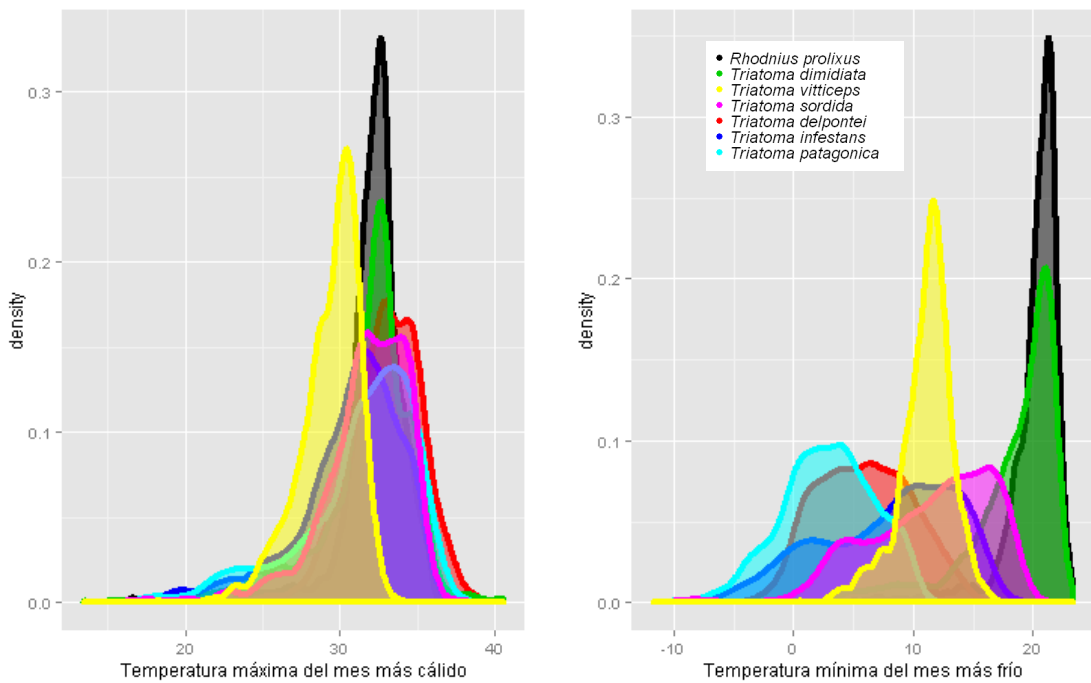 0.3
0.2
0.1
0.0
density
20
30
40
Temperatura máxima del mes más cálido
Rhodnius prolixus
Triatoma dimidiata
Triatoma vitticeps
Triatoma sordida
Triatoma delpontei
Triatoma infestans
Triatoma patagonica
0.3
0.2
0.1
0.0
density
-10
0
10
20
Temperatura mínima del mes más frío